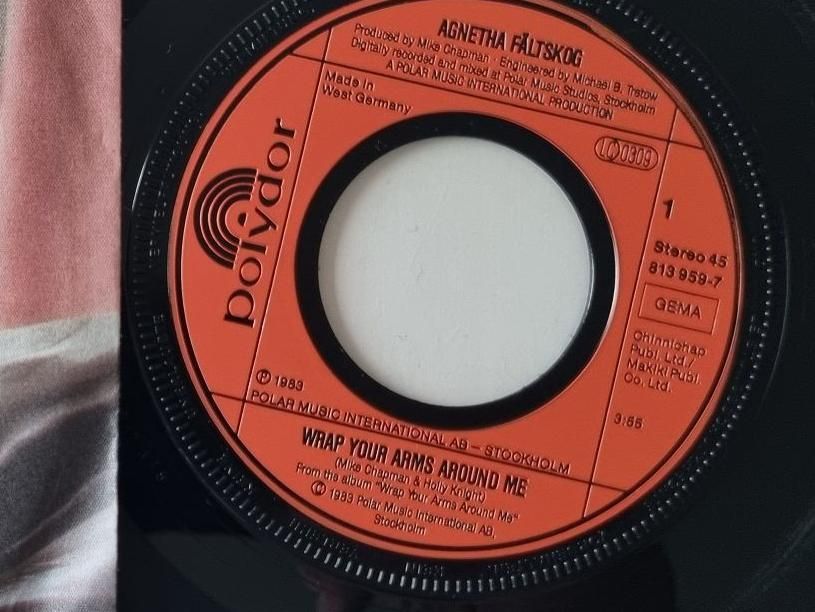 AGNETHA FÄLTSKOG
Produced by Mike Chapman · Engineered by Michael B. Tretow
Digitally recorded and mixed at Polar Music Studios, Stockholm
A POLAR MUSIC INTERNATIONAL PRODUCTION
Made in
West Germany
LC 0309
polydor
1
Stereo 45
813 959-7
GEMA
Chinnichap
Publ. Ltd./
Makiki Publ.
Co. Ltd.
3:55
℗ 1983
POLAR MUSIC INTERNATIONAL AB – STOCKHOLM
WRAP YOUR ARMS AROUND ME
(Mike Chapman & Holly Knight)
From the album "Wrap Your Arms Around Me"
℗ 1983 Polar Music International AB,
Stockholm